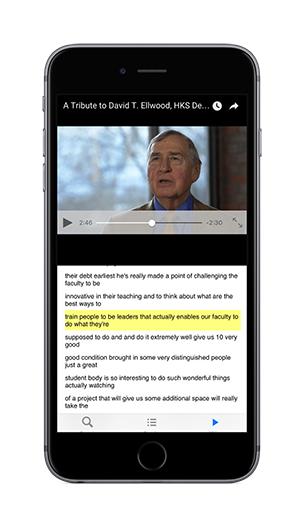 A Tribute to David T. Ellwood, HKS De...
2:46
-2:30
their debt earliest he's really made a point of challenging the
faculty to be
innovative in their teaching and to think about what are the
best ways to
train people to be leaders that actually enables our faculty to
do what they're
supposed to do and and do it extremely well give us 10 very
good
good condition brought in some very distinguished people
just a great
student body is so interesting to do such wonderful things
actually watching
of a project that will give us some additional space will really
take the